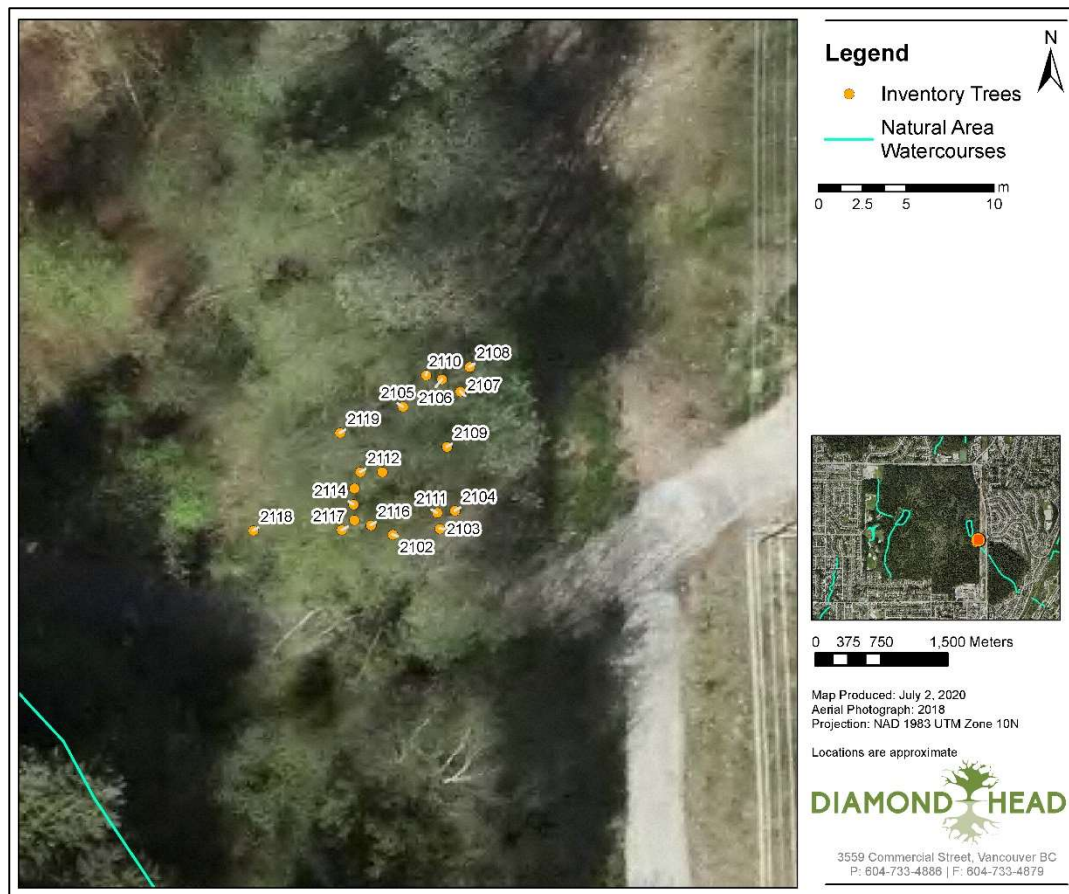 2108
2110
2107
2106
2105
2119
2109
2112
2114
2111
2104
2116
2117
2118
2103
2102
Legend
N
Inventory Trees
Natural Area
Watercourses
m
0 2.5 5 10
0 375 750 1,500 Meters
Map Produced: July 2, 2020
Aerial Photograph: 2018
Projection: NAD 1983 UTM Zone 10N
Locations are approximate
DIAMOND HEAD
3559 Commercial Street, Vancouver BC
P: 604-733-4886 | F: 604-733-4879